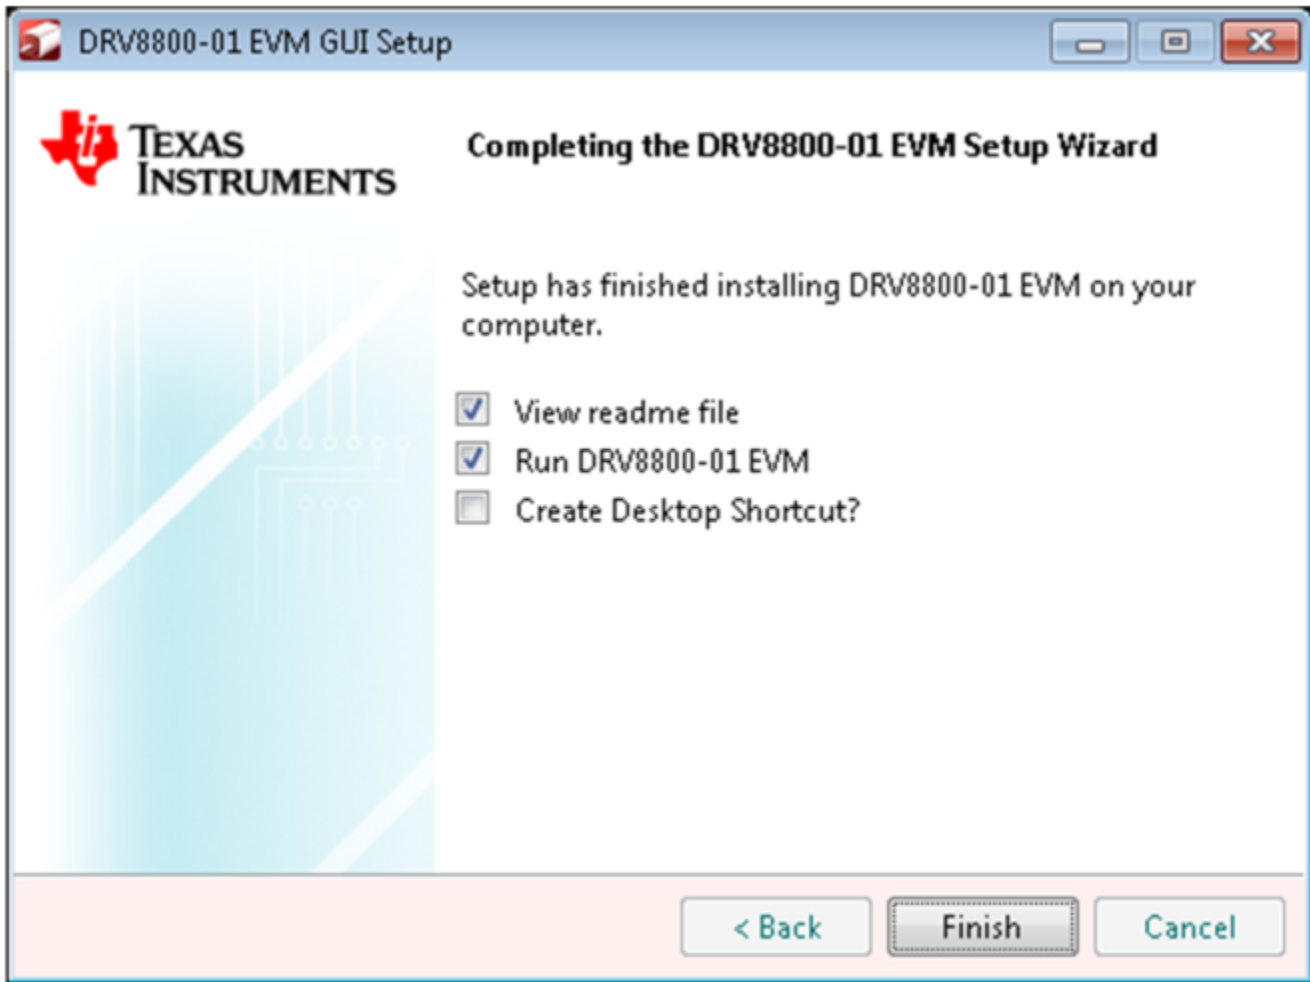 DRV8800-01 EVM GUI Setup
TEXAS
INSTRUMENTS
Completing the DRV8800-01 EVM Setup Wizard
Setup has finished installing DRV8800-01 EVM on your
computer.
View readme file
Run DRV8800-01 EVM
Create Desktop Shortcut?
< Back
Finish
Cancel